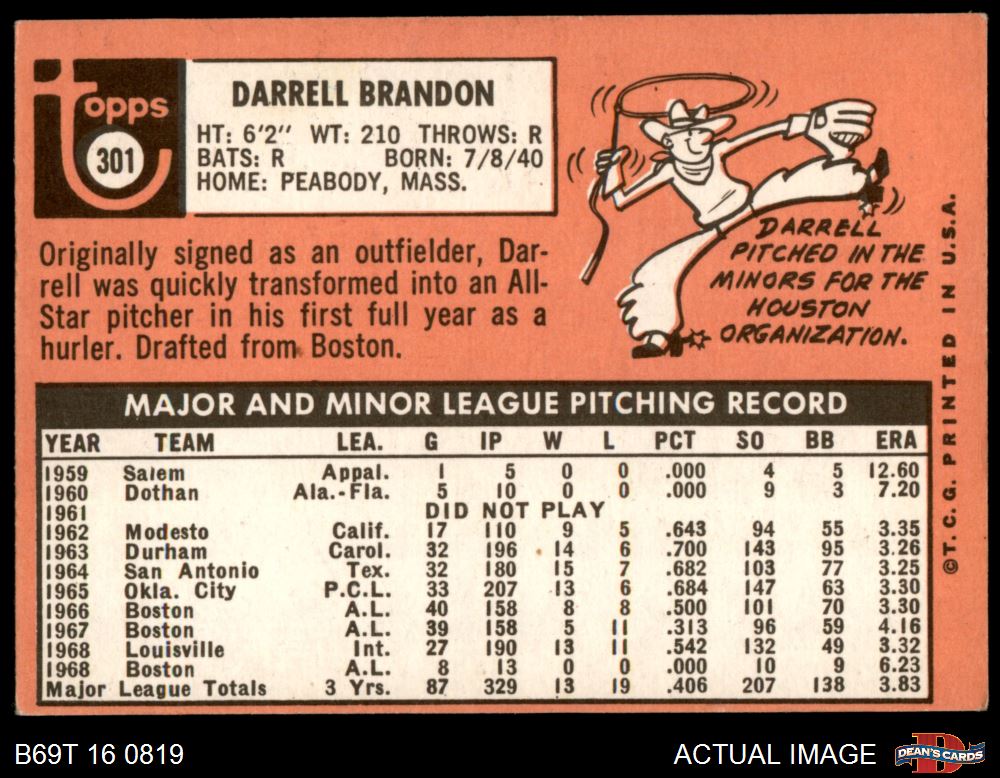 Topps
301
DARRELL BRANDON
HT: 6'2" WT: 210 THROWS: R
BATS: R BORN: 7/8/40
HOME: PEABODY, MASS.
Originally signed as an outfielder, Dar-
rell was quickly transformed into an All-
Star pitcher in his first full year as a
hurler. Drafted from Boston.
DARRELL
PITCHED IN THE
MINORS FOR THE
HOUSTON
ORGANIZATION.
MAJOR AND MINOR LEAGUE PITCHING RECORD
YEAR TEAM LEA. G IP W L PCT SO BB ERA
1959 Salem Appal. 1 5 0 0 .000 4 5 12.60
1960 Dothan Ala.-Fla. 5 10 0 0 .000 9 3 7.20
1961 DID NOT PLAY
1962 Modesto Calif. 17 110 9 5 .643 94 55 3.35
1963 Durham Carol. 32 196 14 6 .700 143 95 3.26
1964 San Antonio Tex. 32 180 15 7 .682 103 77 3.25
1965 Okla. City P.C.L. 33 207 13 6 .684 147 63 3.30
1966 Boston A.L. 40 158 8 8 .500 101 70 3.30
1967 Boston A.L. 39 158 5 11 .313 96 59 4.16
1968 Louisville Int. 27 190 13 11 .542 132 49 3.32
1968 Boston A.L. 8 13 0 0 .000 10 9 6.23
Major League Totals 3 Yrs. 87 329 13 19 .406 207 138 3.83
© T. C. G. PRINTED IN U.S.A.
B69T 16 0819
ACTUAL IMAGE
DEAN'S CARDS